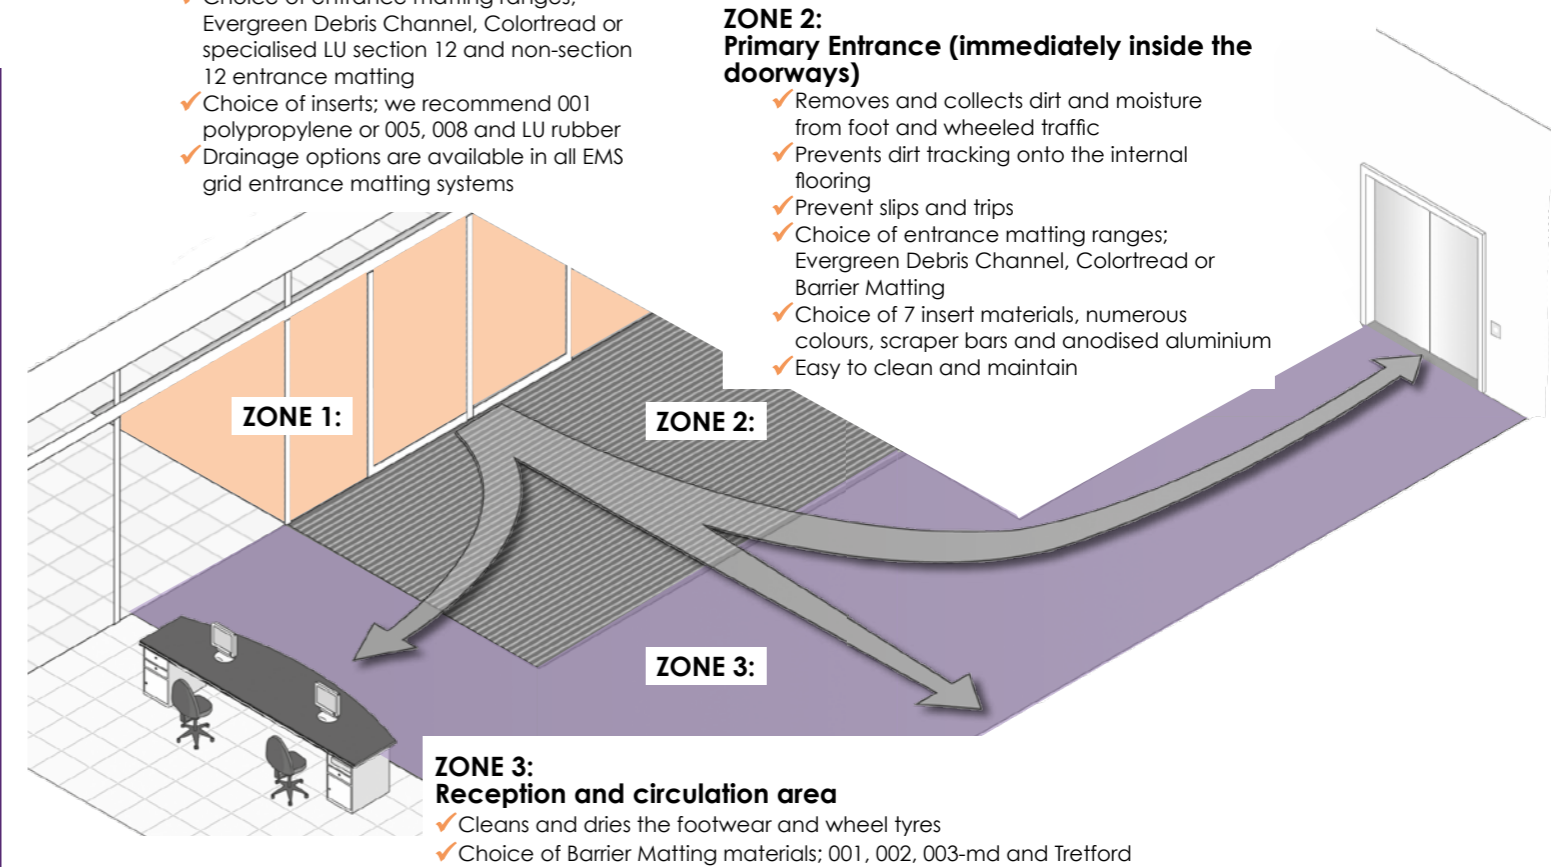 ✓Choice of entrance matting ranges;
Evergreen Debris Channel, Colortread or
specialised LU section 12 and non-section
12 entrance matting
✓Choice of inserts; we recommend 001
polypropylene or 005, 008 and LU rubber
✓Drainage options are available in all EMS
grid entrance matting systems
ZONE 2:
Primary Entrance (immediately inside the
doorways)
✓Removes and collects dirt and moisture
from foot and wheeled traffic
✓Prevents dirt tracking onto the internal
flooring
✓Prevent slips and trips
✓Choice of entrance matting ranges;
Evergreen Debris Channel, Colortread or
Barrier Matting
✓Choice of 7 insert materials, numerous
colours, scraper bars and anodised aluminium
✓Easy to clean and maintain
ZONE 1:
ZONE 2:
ZONE 3:
ZONE 3:
Reception and circulation area
✓Cleans and dries the footwear and wheel tyres
✓Choice of Barrier Matting materials; 001, 002, 003-md and Tretford